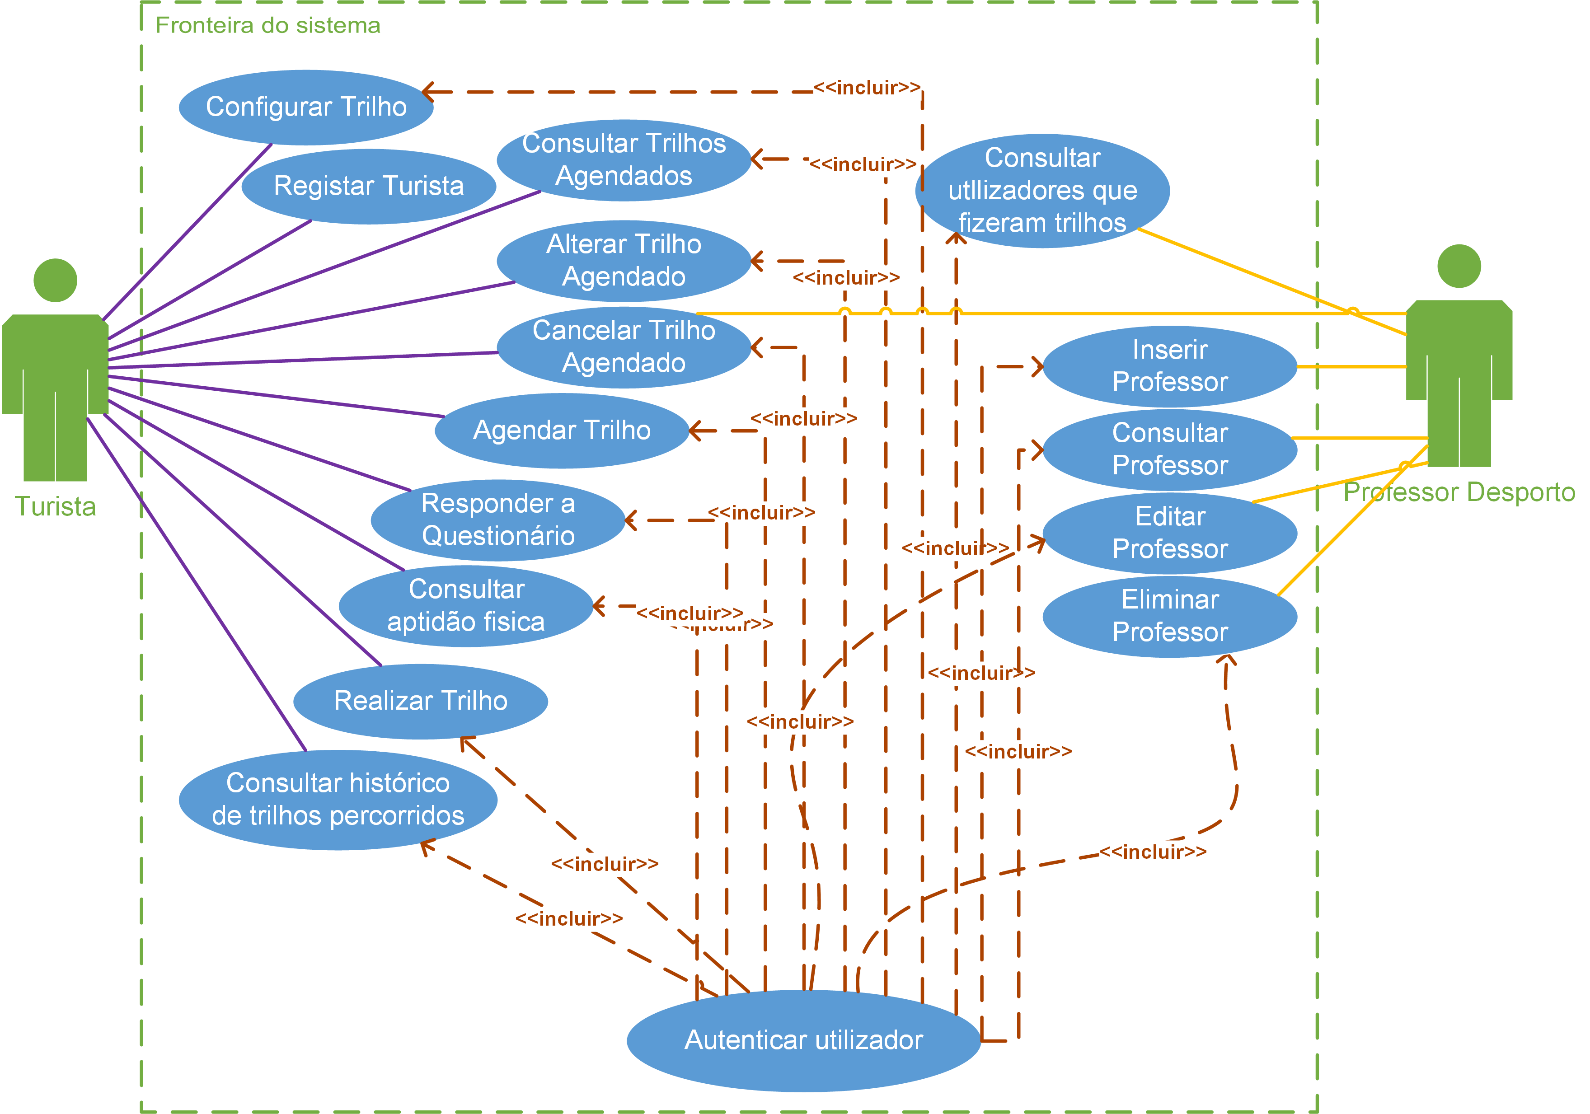 Fronteira do sistema
Configurar Trilho
<<incluir>>
Consultar Trilhos
Agendados
<<incluir>>
Consultar
utIlizadores que
fizeram trilhos
Registar Turista
Alterar Trilho
Agendado
<<incluir>>
Cancelar Trilho
Agendado
Inserir
Professor
Agendar Trilho
<<incluir>>
Consultar
Professor
Turista
Professor Desporto
Responder a
Questionário
<<incluir>>
<<incluir>>
Editar
Professor
Consultar
aptidão fisica
<<incluir>>
<<incluir>>
Eliminar
Professor
<<incluir>>
Realizar Trilho
<<incluir>>
<<incluir>>
Consultar histórico
de trilhos percorridos
<<incluir>>
<<incluir>>
<<incluir>>
Autenticar utilizador